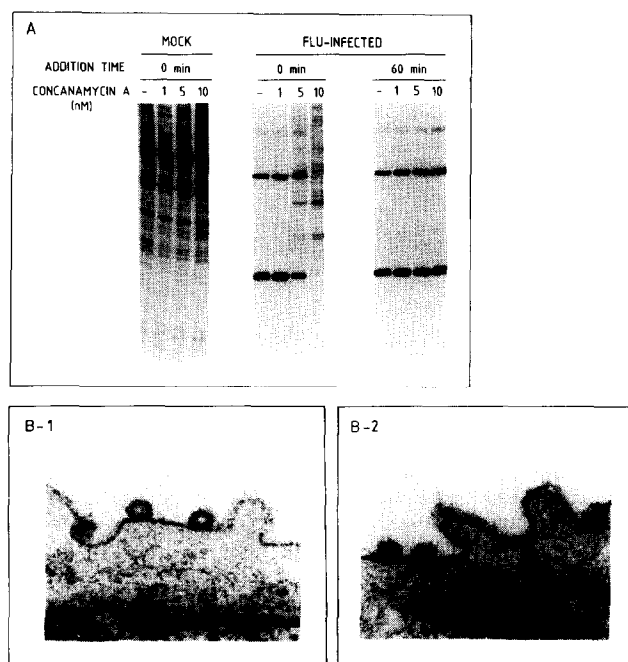 A
MOCK FLU-INFECTED
ADDITION TIME 0 min 0 min 60 min
CONCANAMYCIN A - 1 5 10 - 1 5 10 - 1 5 10
(nM)
B-1 B-2